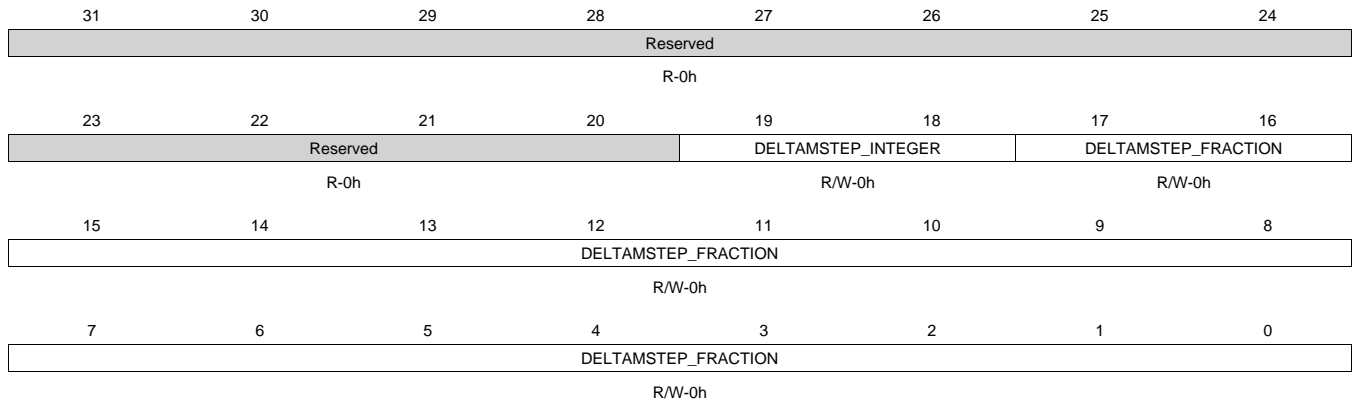 31 30 29 28 27 26 25 24
Reserved
R-0h
23 22 21 20 19 18 17 16
Reserved DELTAMSTEP_INTEGER DELTAMSTEP_FRACTION
R-0h R/W-0h R/W-0h
15 14 13 12 11 10 9 8
DELTAMSTEP_FRACTION
R/W-0h
7 6 5 4 3 2 1 0
DELTAMSTEP_FRACTION
R/W-0h